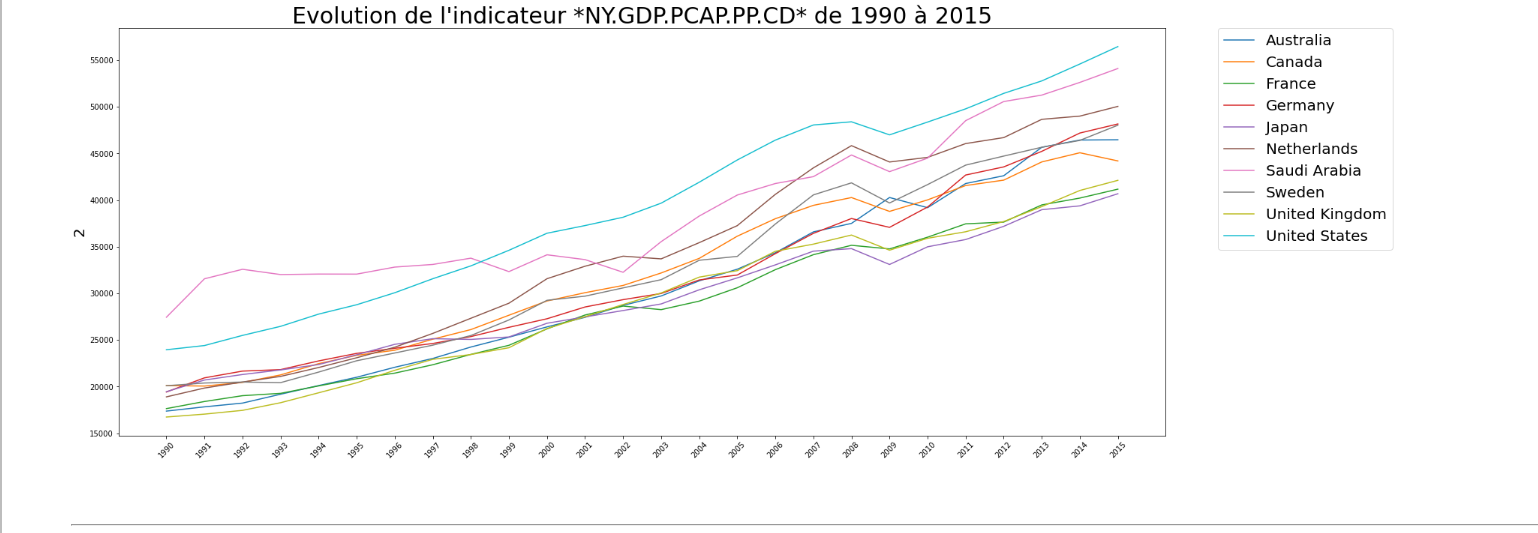 Evolution de l'indicateur *NY.GDP.PCAP.PP.CD* de 1990 à 2015
55000
50000
45000
40000
35000
30000
25000
20000
15000
2
1990 1991 1992 1993 1994 1995 1996 1997 1998 1999 2000 2001 2002 2003 2004 2005 2006 2007 2008 2009 2010 2011 2012 2013 2014 2015
Australia
Canada
France
Germany
Japan
Netherlands
Saudi Arabia
Sweden
United Kingdom
United States